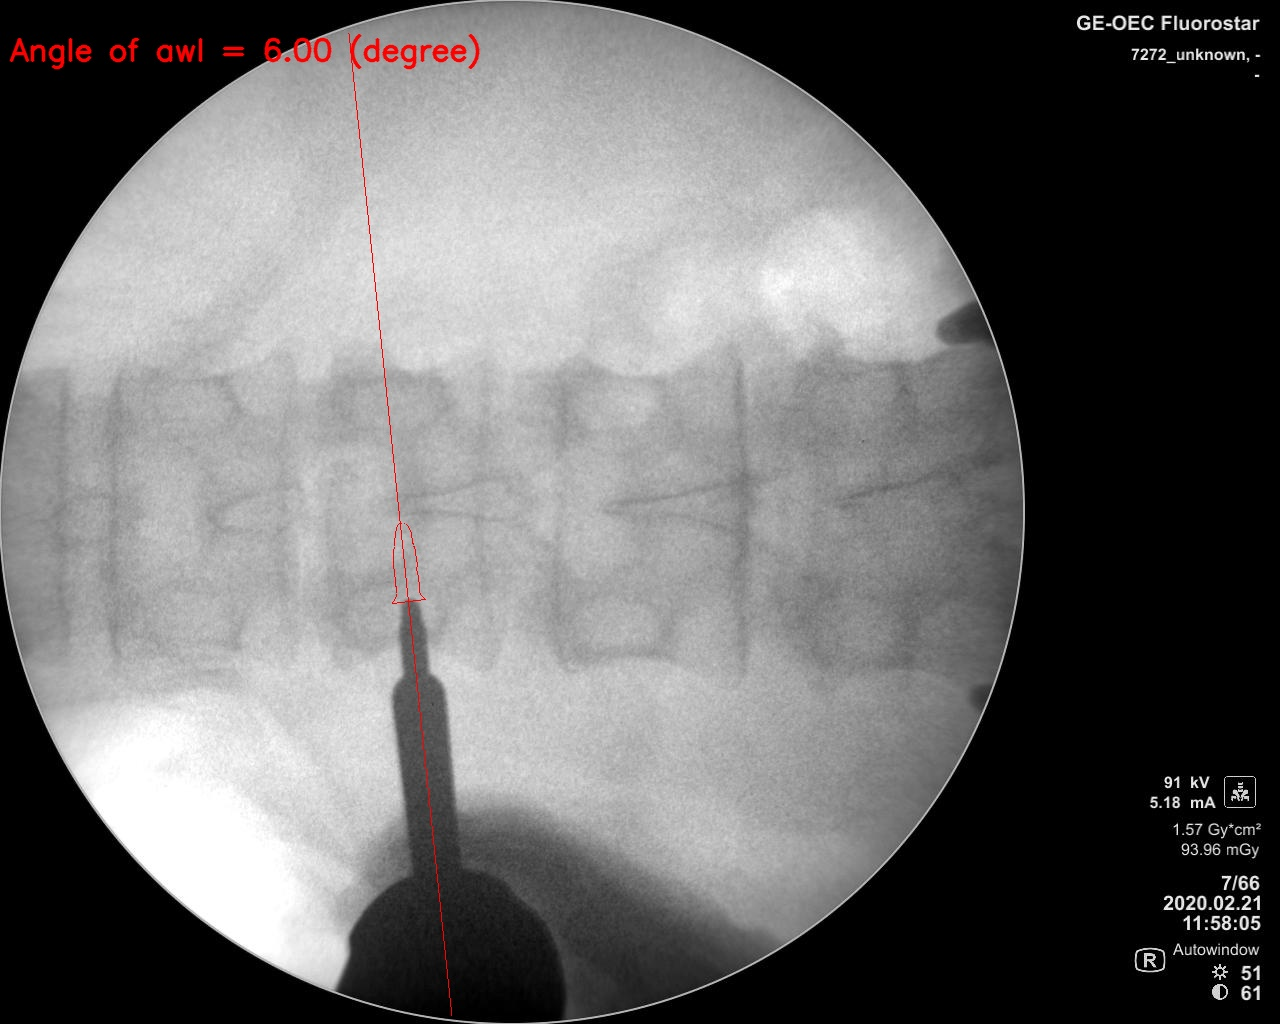 Angle of awl = 6.00 (degree)
GE-OEC Fluorostar
7272_unknown, -
-
91 kV
5.18 mA
1.57 Gy*cm²
93.96 mGy
7/66
2020.02.21
11:58:05
Autowindow
R
51
61